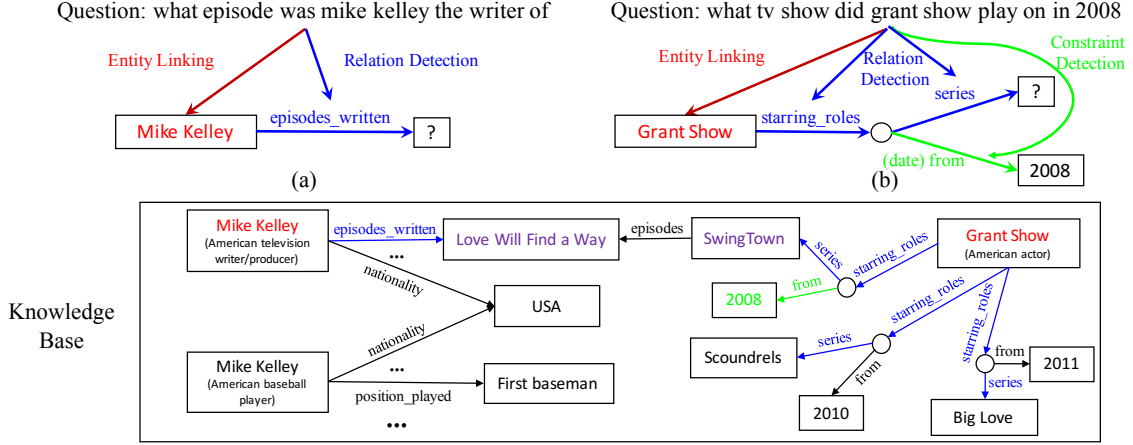 Question: what episode was mike kelley the writer of
Entity Linking
Relation Detection
Mike Kelley
episodes_written
?
(a)
Question: what tv show did grant show play on in 2008
Entity Linking
Relation
Detection
Constraint
Detection
series
?
Grant Show
starring_roles
(date) from
2008
(b)
Knowledge
Base
Mike Kelley
(American television
writer/producer)
episodes_written
Love Will Find a Way
episodes
SwingTown
series
starring_roles
Grant Show
(American actor)
...
nationality
from
2008
USA
starring_roles
starring_roles
nationality
Scoundrels
series
from
from
2011
series
Mike Kelley
(American baseball
player)
position_played
First baseman
2010
Big Love
...